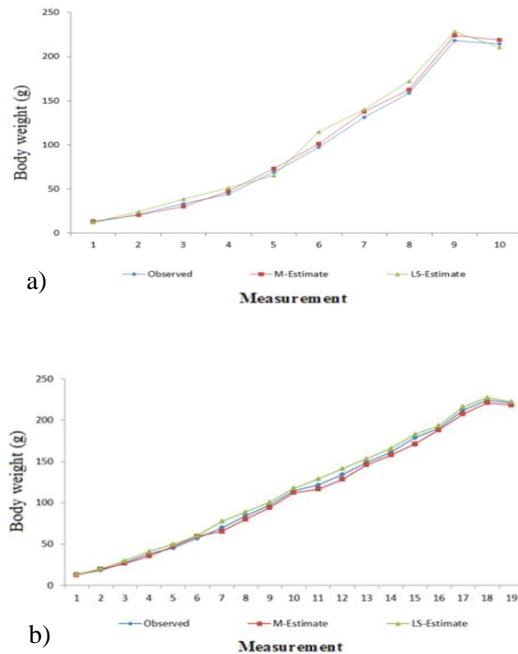 250
200
150
100
50
0
Body weight (g)
1 2 3 4 5 6 7 8 9 10
Observed M-Estimate LS-Estimate
a)
Measurement
250
200
150
100
50
0
Body weight (g)
1 2 3 4 5 6 7 8 9 10 11 12 13 14 15 16 17 18 19
Observed M-Estimate LS-Estimate
b)
Measurement